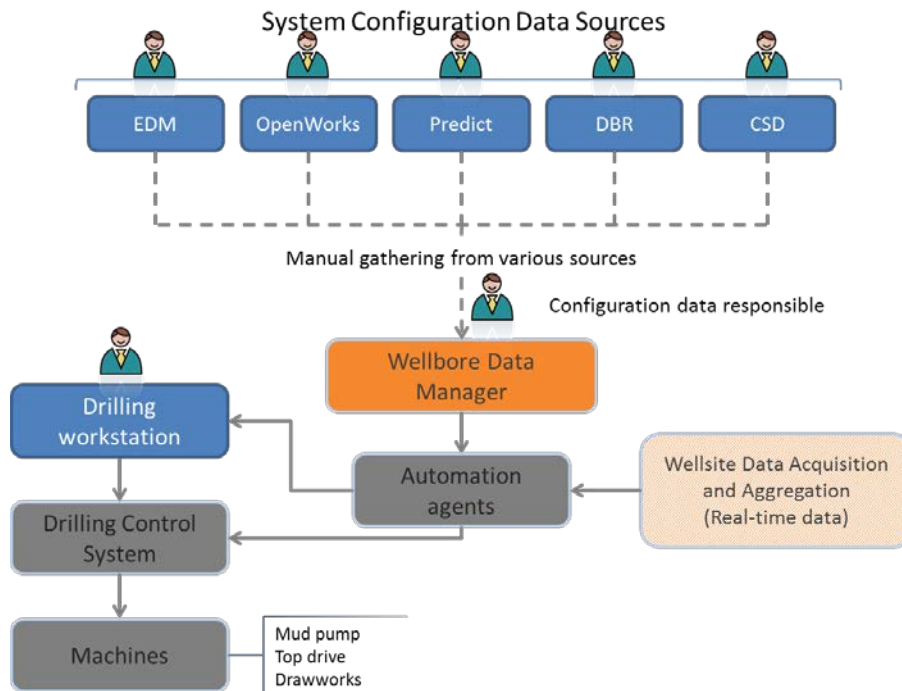 System Configuration Data Sources
EDM
OpenWorks
Predict
DBR
CSD
Manual gathering from various sources
Configuration data responsible
Wellbore Data
Manager
Drilling
workstation
Automation
agents
Wellsite Data Acquisition
and Aggregation
(Real-time data)
Drilling Control
System
Machines
Mud pump
Top drive
Drawworks